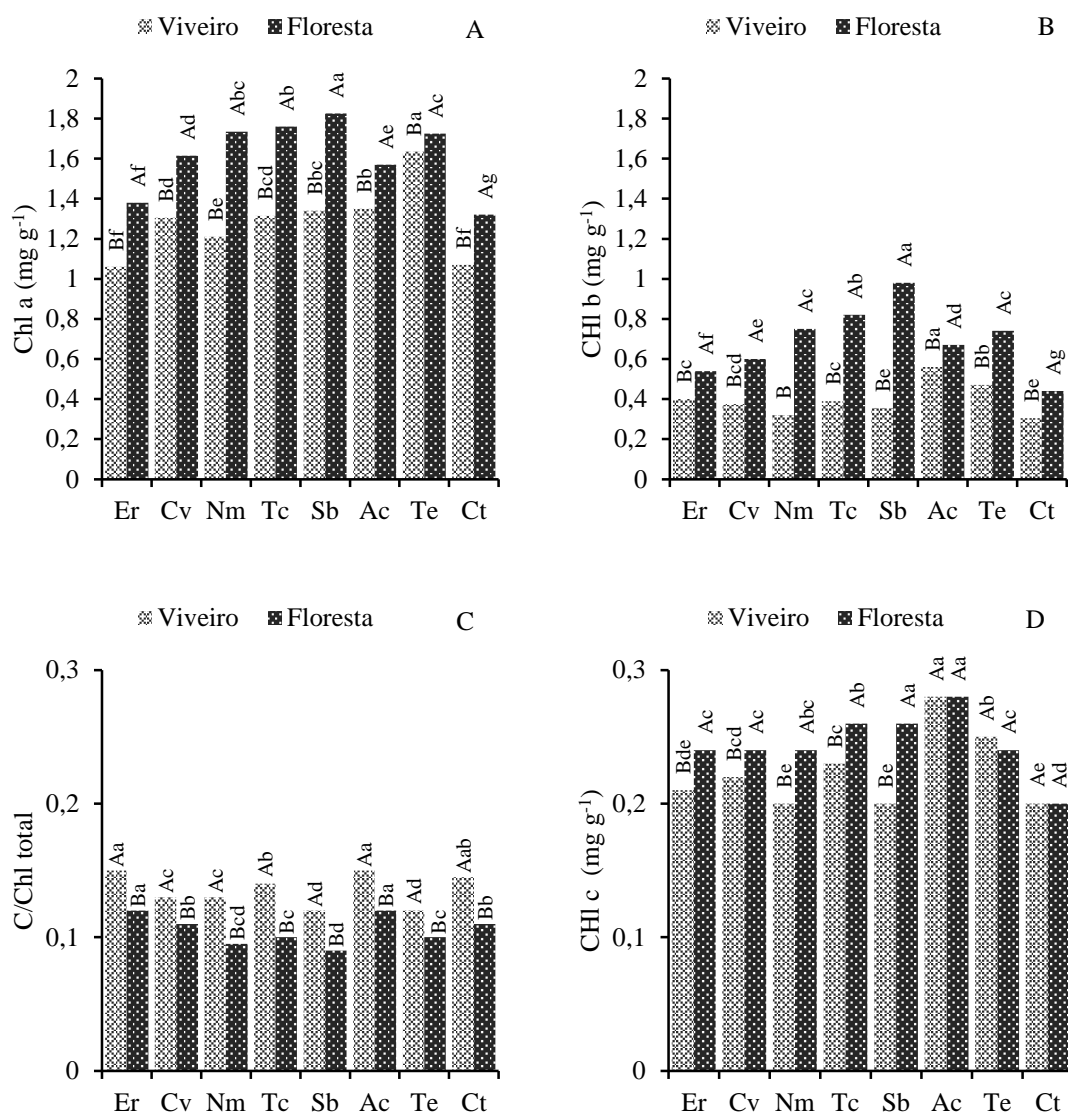 Viveiro Floresta A
Chl a (mg g⁻¹)
2
1,8
1,6
1,4
1,2
1
0,8
0,6
0,4
0,2
0
Bf Af Bd Ad Be Abc Bcd Ab Bbc Aa Bb Ae Ba Ac Bf Ag
Er Cv Nm Tc Sb Ac Te Ct
Viveiro Floresta B
CHl b (mg g⁻¹)
2
1,8
1,6
1,4
1,2
1
0,8
0,6
0,4
0,2
0
Bc Af Bcd Ae B Ac Bc Ab Be Aa Ba Ad Bb Ac Be Ag
Er Cv Nm Tc Sb Ac Te Ct
Viveiro Floresta C
C/Chl total
0,3
0,2
0,1
0
Aa Ba Ac Bb Ac Bcd Ab Bc Ad Bd Aa Ba Ad Bc Aab Bb
Er Cv Nm Tc Sb Ac Te Ct
Viveiro Floresta D
CHl c (mg g⁻¹)
0,3
0,2
0,1
0
Bde Ac Bcd Ac Be Abc Bc Ab Be Aa Aa Aa Ab Ac Ae Ad
Er Cv Nm Tc Sb Ac Te Ct